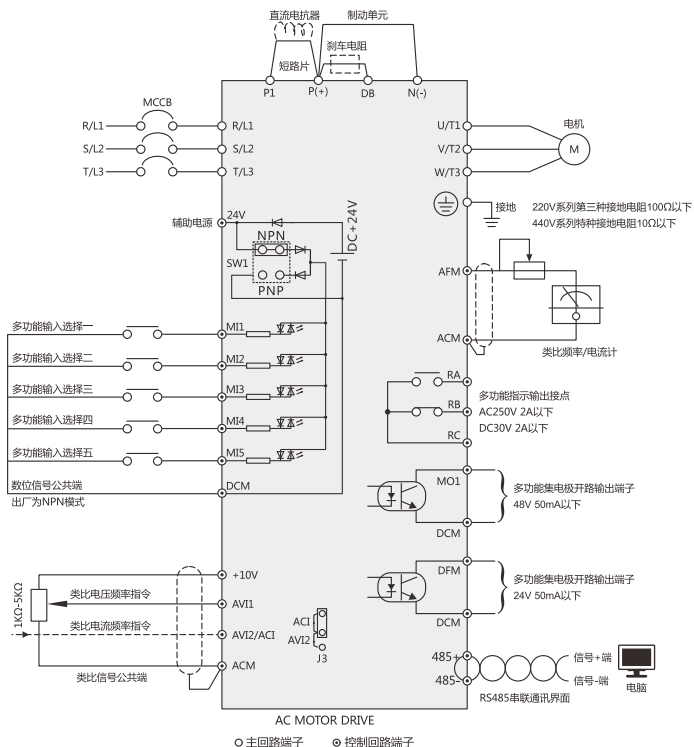 直流电抗器
制动单元
刹车电阻
短路片
P1
P(+)
DB
N(-)
MCCB
R/L1
R/L1
S/L2
S/L2
T/L3
T/L3
U/T1
V/T2
W/T3
电机
M
接地
220V系列第三种接地电阻100Ω以下
440V系列特种接地电阻10Ω以下
辅助电源
24V
DC+24V
NPN
SW1
PNP
AFM
ACM
类比频率/电流计
多功能输入选择一
MI1
多功能输入选择二
MI2
多功能输入选择三
MI3
多功能输入选择四
MI4
多功能输入选择五
MI5
数位信号公共端
DCM
出厂为NPN模式
RA
RB
RC
多功能指示输出接点
AC250V 2A以下
DC30V 2A以下
MO1
DCM
多功能集电极开路输出端子
48V 50mA以下
DFM
DCM
多功能集电极开路输出端子
24V 50mA以下
1KΩ-5KΩ
+10V
类比电压频率指令
AVI1
类比电流频率指令
AVI2/ACI
类比信号公共端
ACM
ACI
AVI2
J3
485+
485-
信号+端
信号-端
RS485串联通讯界面
电脑
AC MOTOR DRIVE
主回路端子
控制回路端子